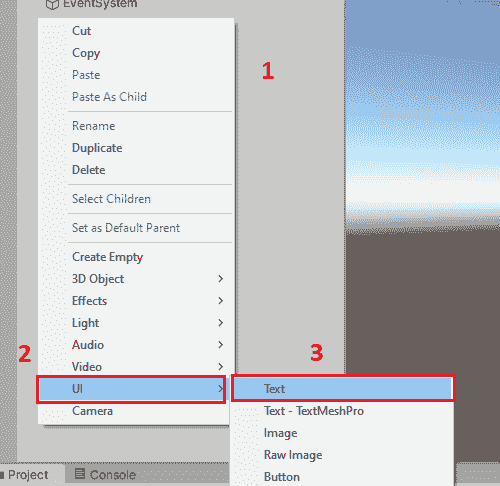 EventSystem
Cut
1
Copy
Paste
Paste As Child
Rename
Duplicate
Delete
Select Children
Set as Default Parent
Create Empty
3D Object
Effects
Light
Audio
2
3
Video
UI
Text
Camera
Text - TextMeshPro
Image
Raw Image
Project
Console
Button